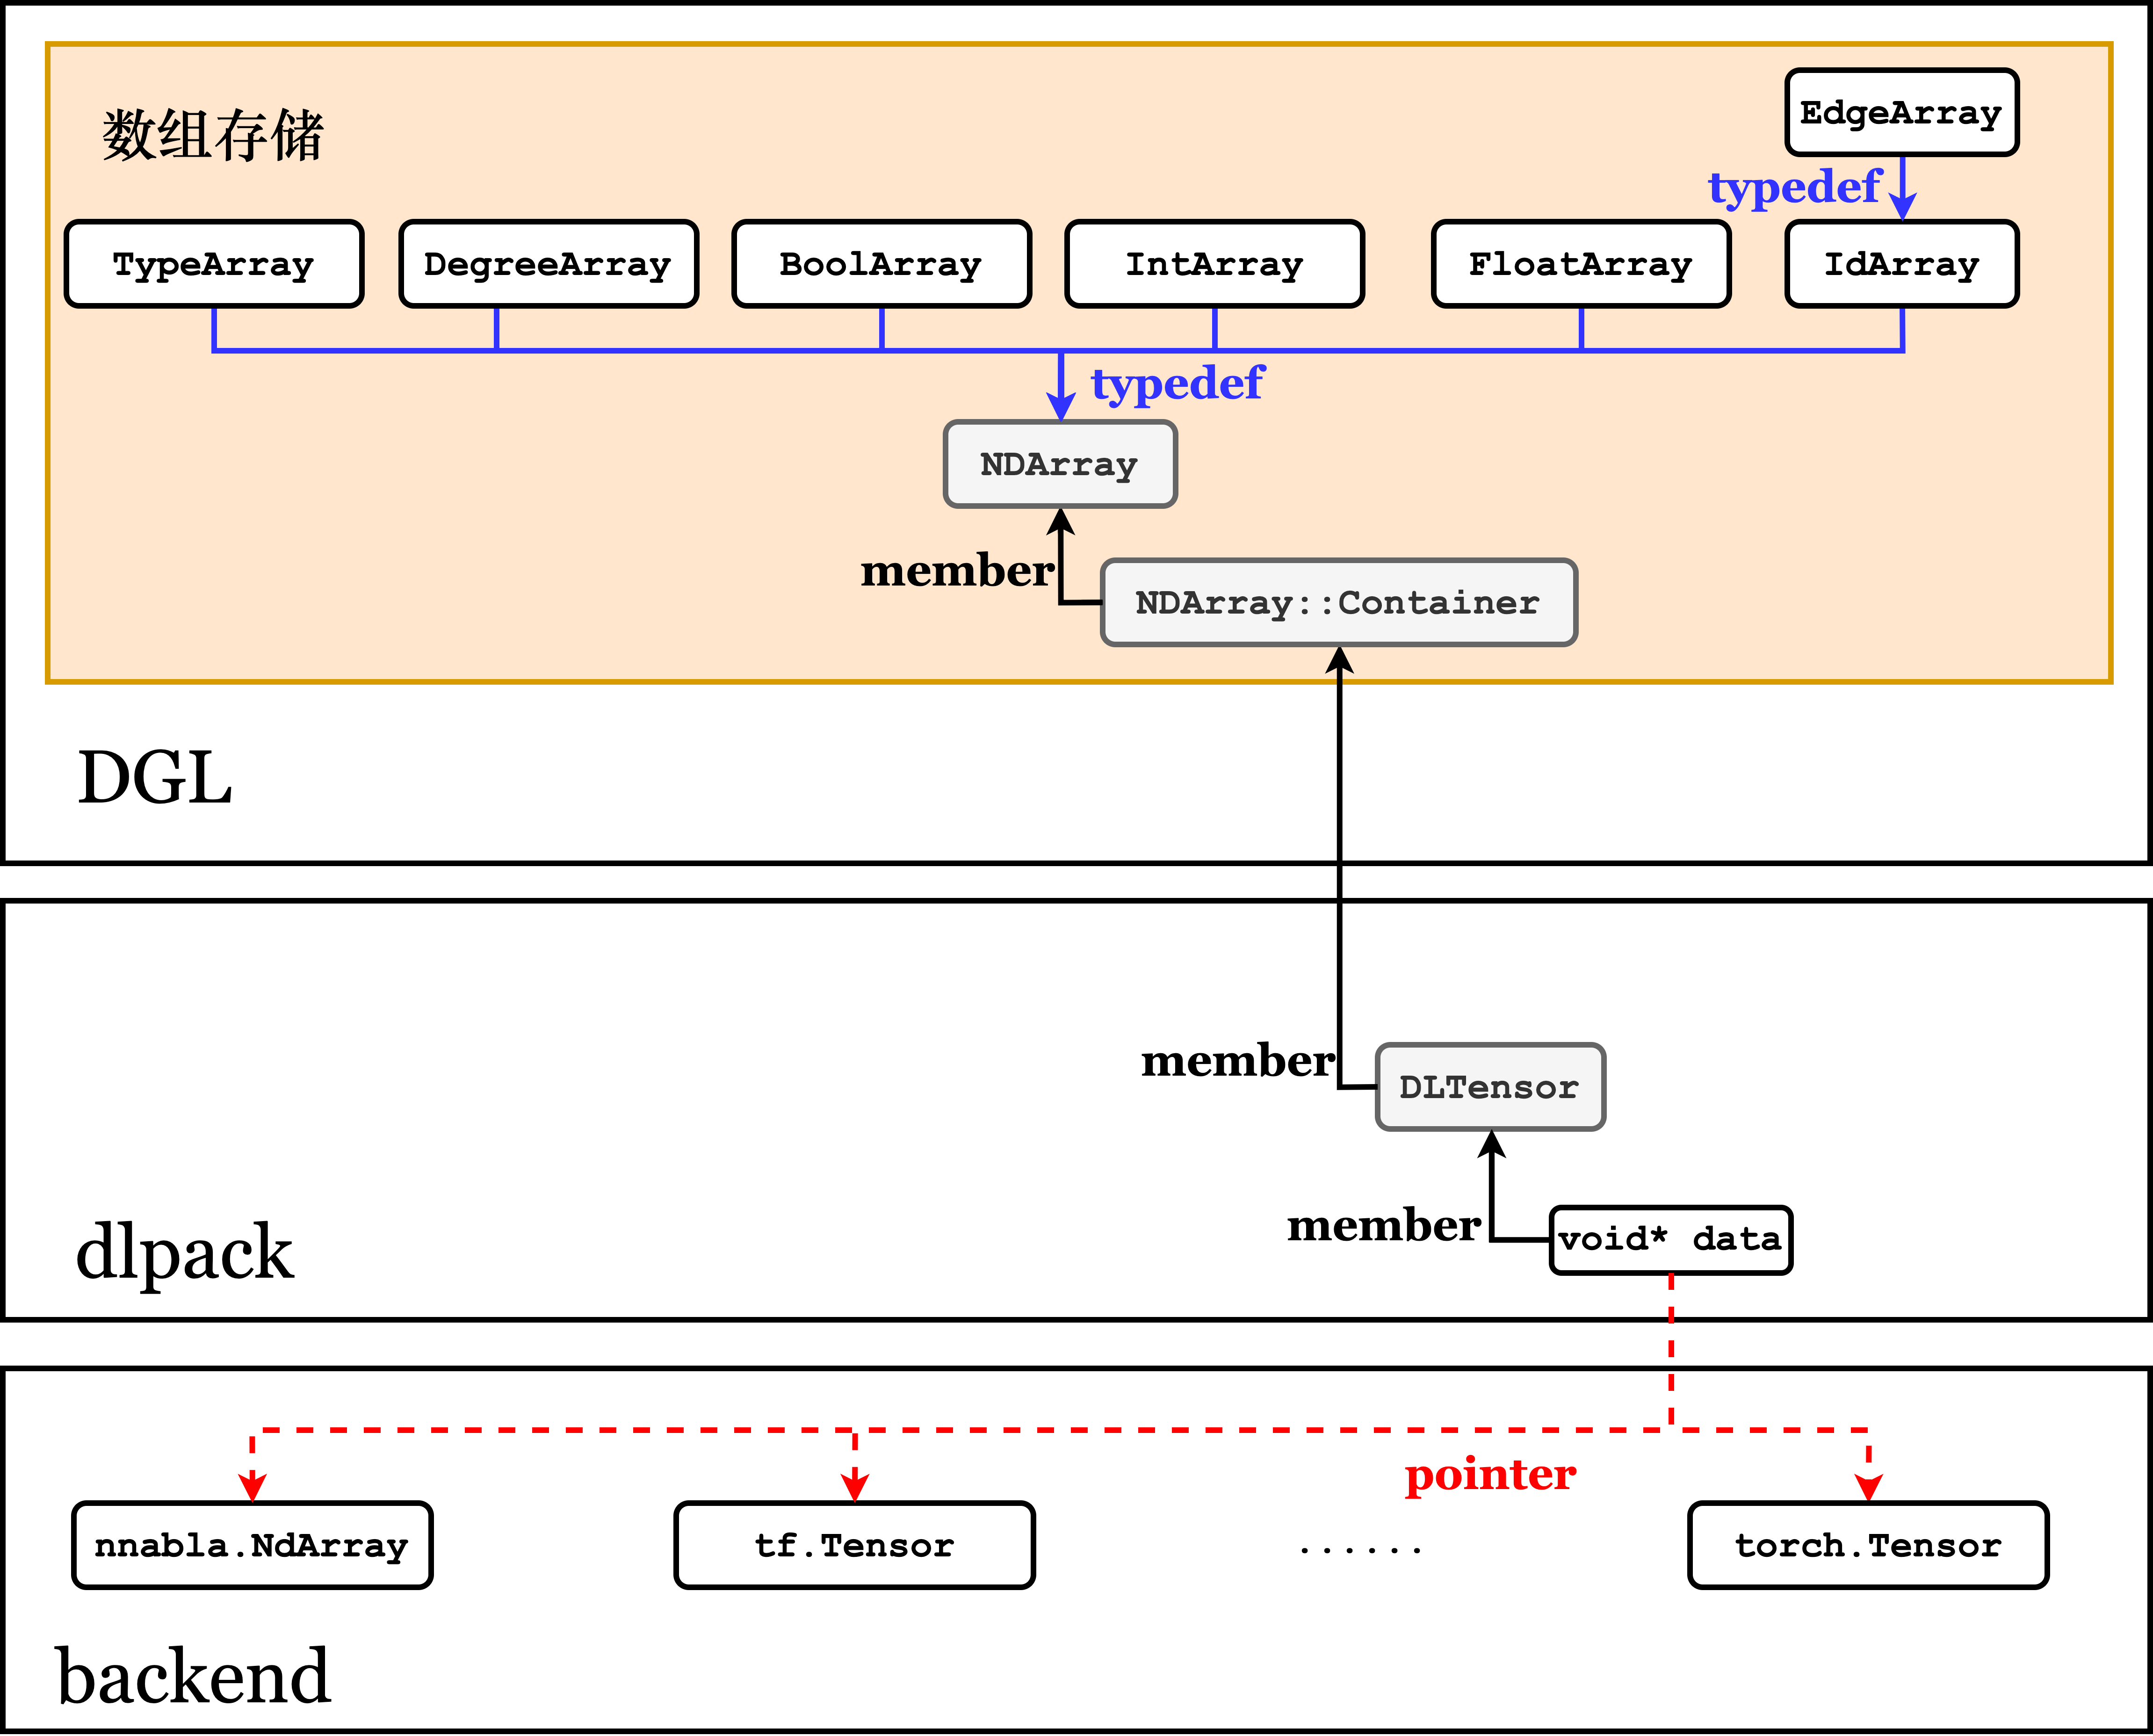 数组存储
EdgeArray
typedef
TypeArray
DegreeArray
BoolArray
IntArray
FloatArray
IdArray
typedef
NDArray
member
NDArray::Container
DGL
member
DLTensor
member
void* data
dlpack
pointer
nnabla.NdArray
tf.Tensor
......
torch.Tensor
backend